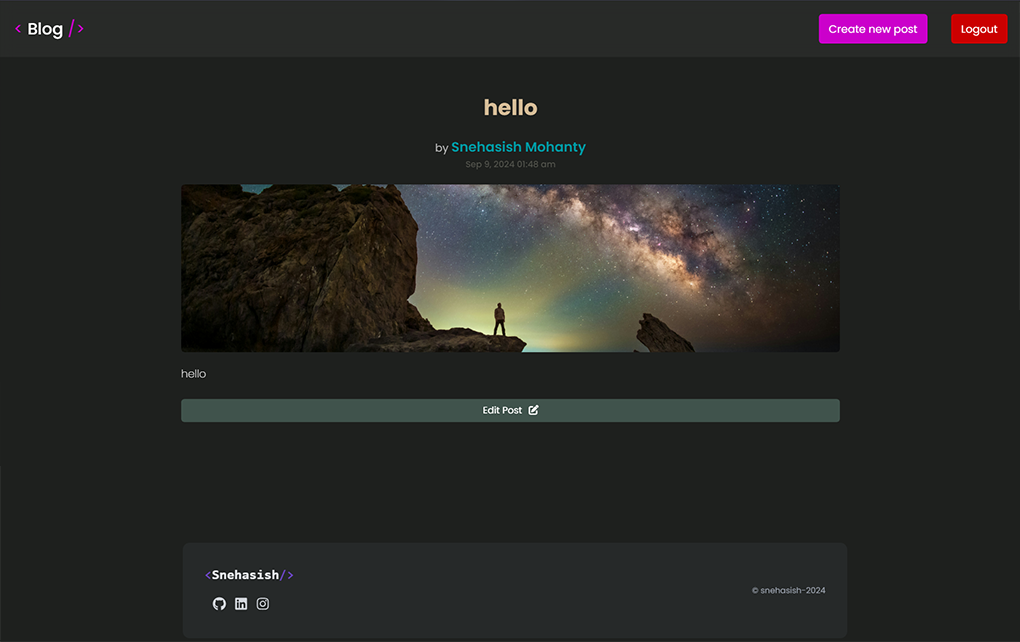 < Blog />
Create new post
Logout
hello
by Snehasish Mohanty
Sep 9, 2024 01:48 am
hello
Edit Post
<Snehasish/>
© snehasish-2024